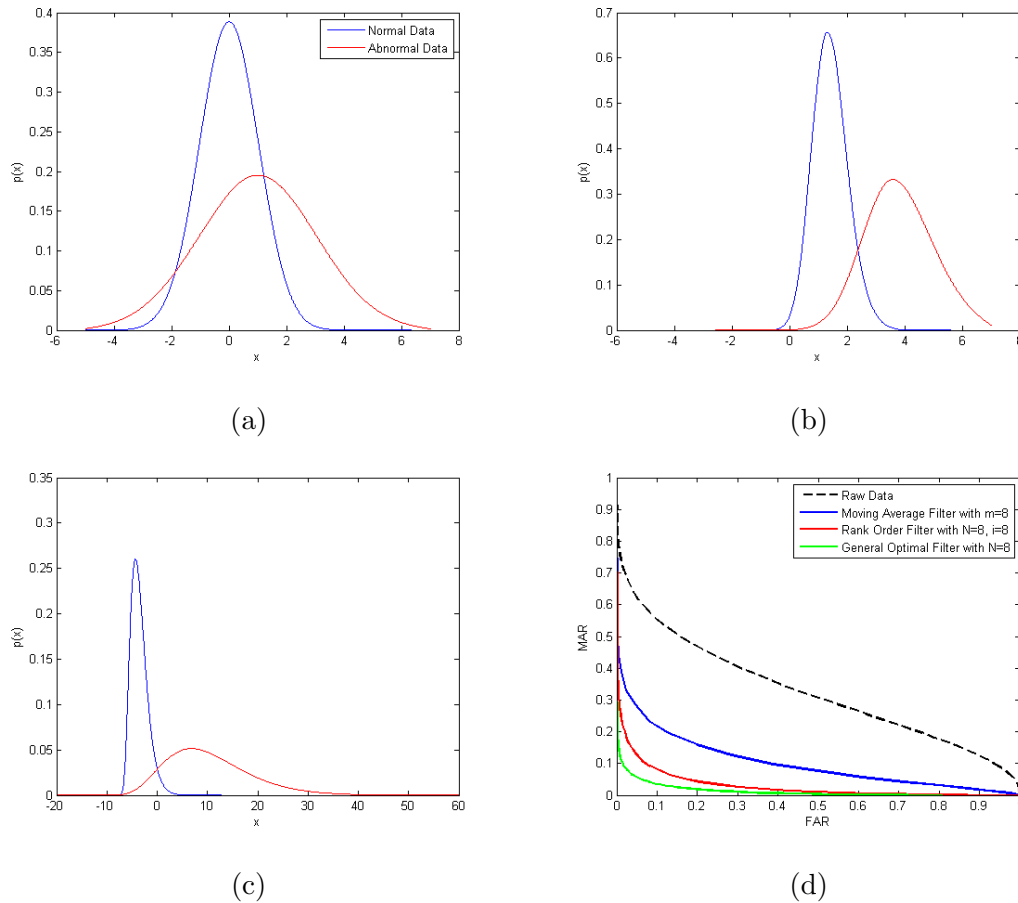 0.4
0.35
0.3
0.25
0.2
0.15
0.1
0.05
0
p(x)
-6 -4 -2 0 2 4 6 8
x
Normal Data
Abnormal Data
(a)
0.7
0.6
0.5
0.4
0.3
0.2
0.1
0
p(x)
-6 -4 -2 0 2 4 6 8
x
(b)
0.35
0.3
0.25
0.2
0.15
0.1
0.05
0
p(x)
-20 -10 0 10 20 30 40 50 60
x
(c)
1
0.9
0.8
0.7
0.6
0.5
0.4
0.3
0.2
0.1
0
MAR
0 0.1 0.2 0.3 0.4 0.5 0.6 0.7 0.8 0.9
FAR
Raw Data
Moving Average Filter with m=8
Rank Order Filter with N=8, i=8
General Optimal Filter with N=8
(d)